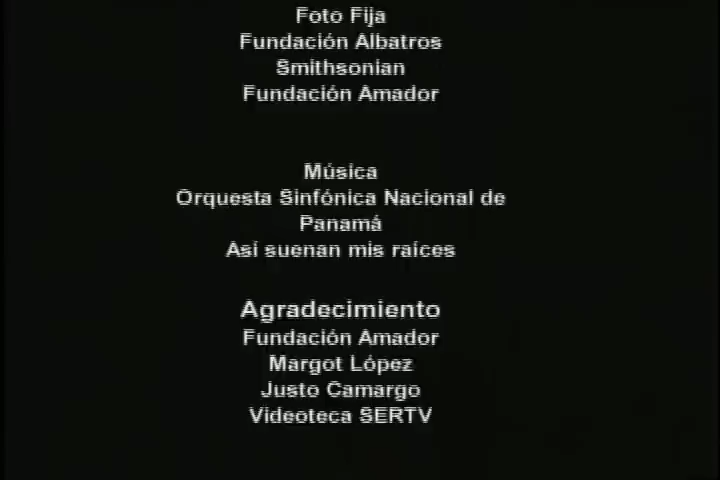 Foto Fija
Fundación Albatros
Smithsonian
Fundación Amador
Música
Orquesta Sinfónica Nacional de
Panamá
Así suenan mis raíces
Agradecimiento
Fundación Amador
Margot López
Justo Camargo
Videoteca SERTV